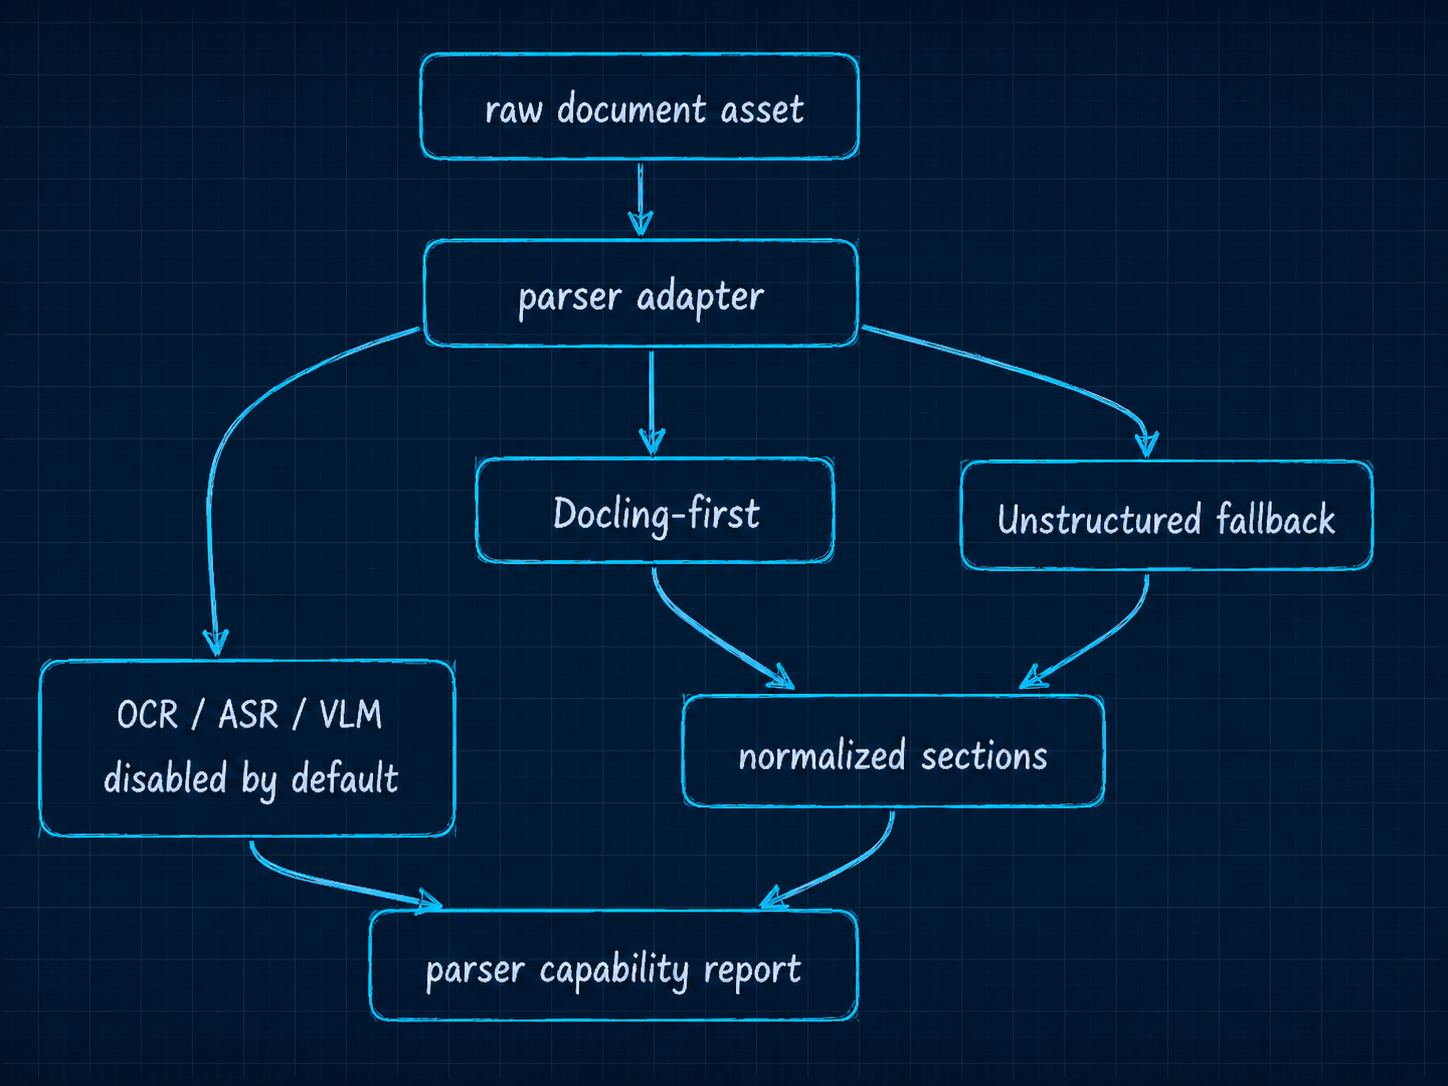 raw document asset
parser adapter
Docling-first
Unstructured fallback
OCR / ASR / VLM
disabled by default
normalized sections
parser capability report